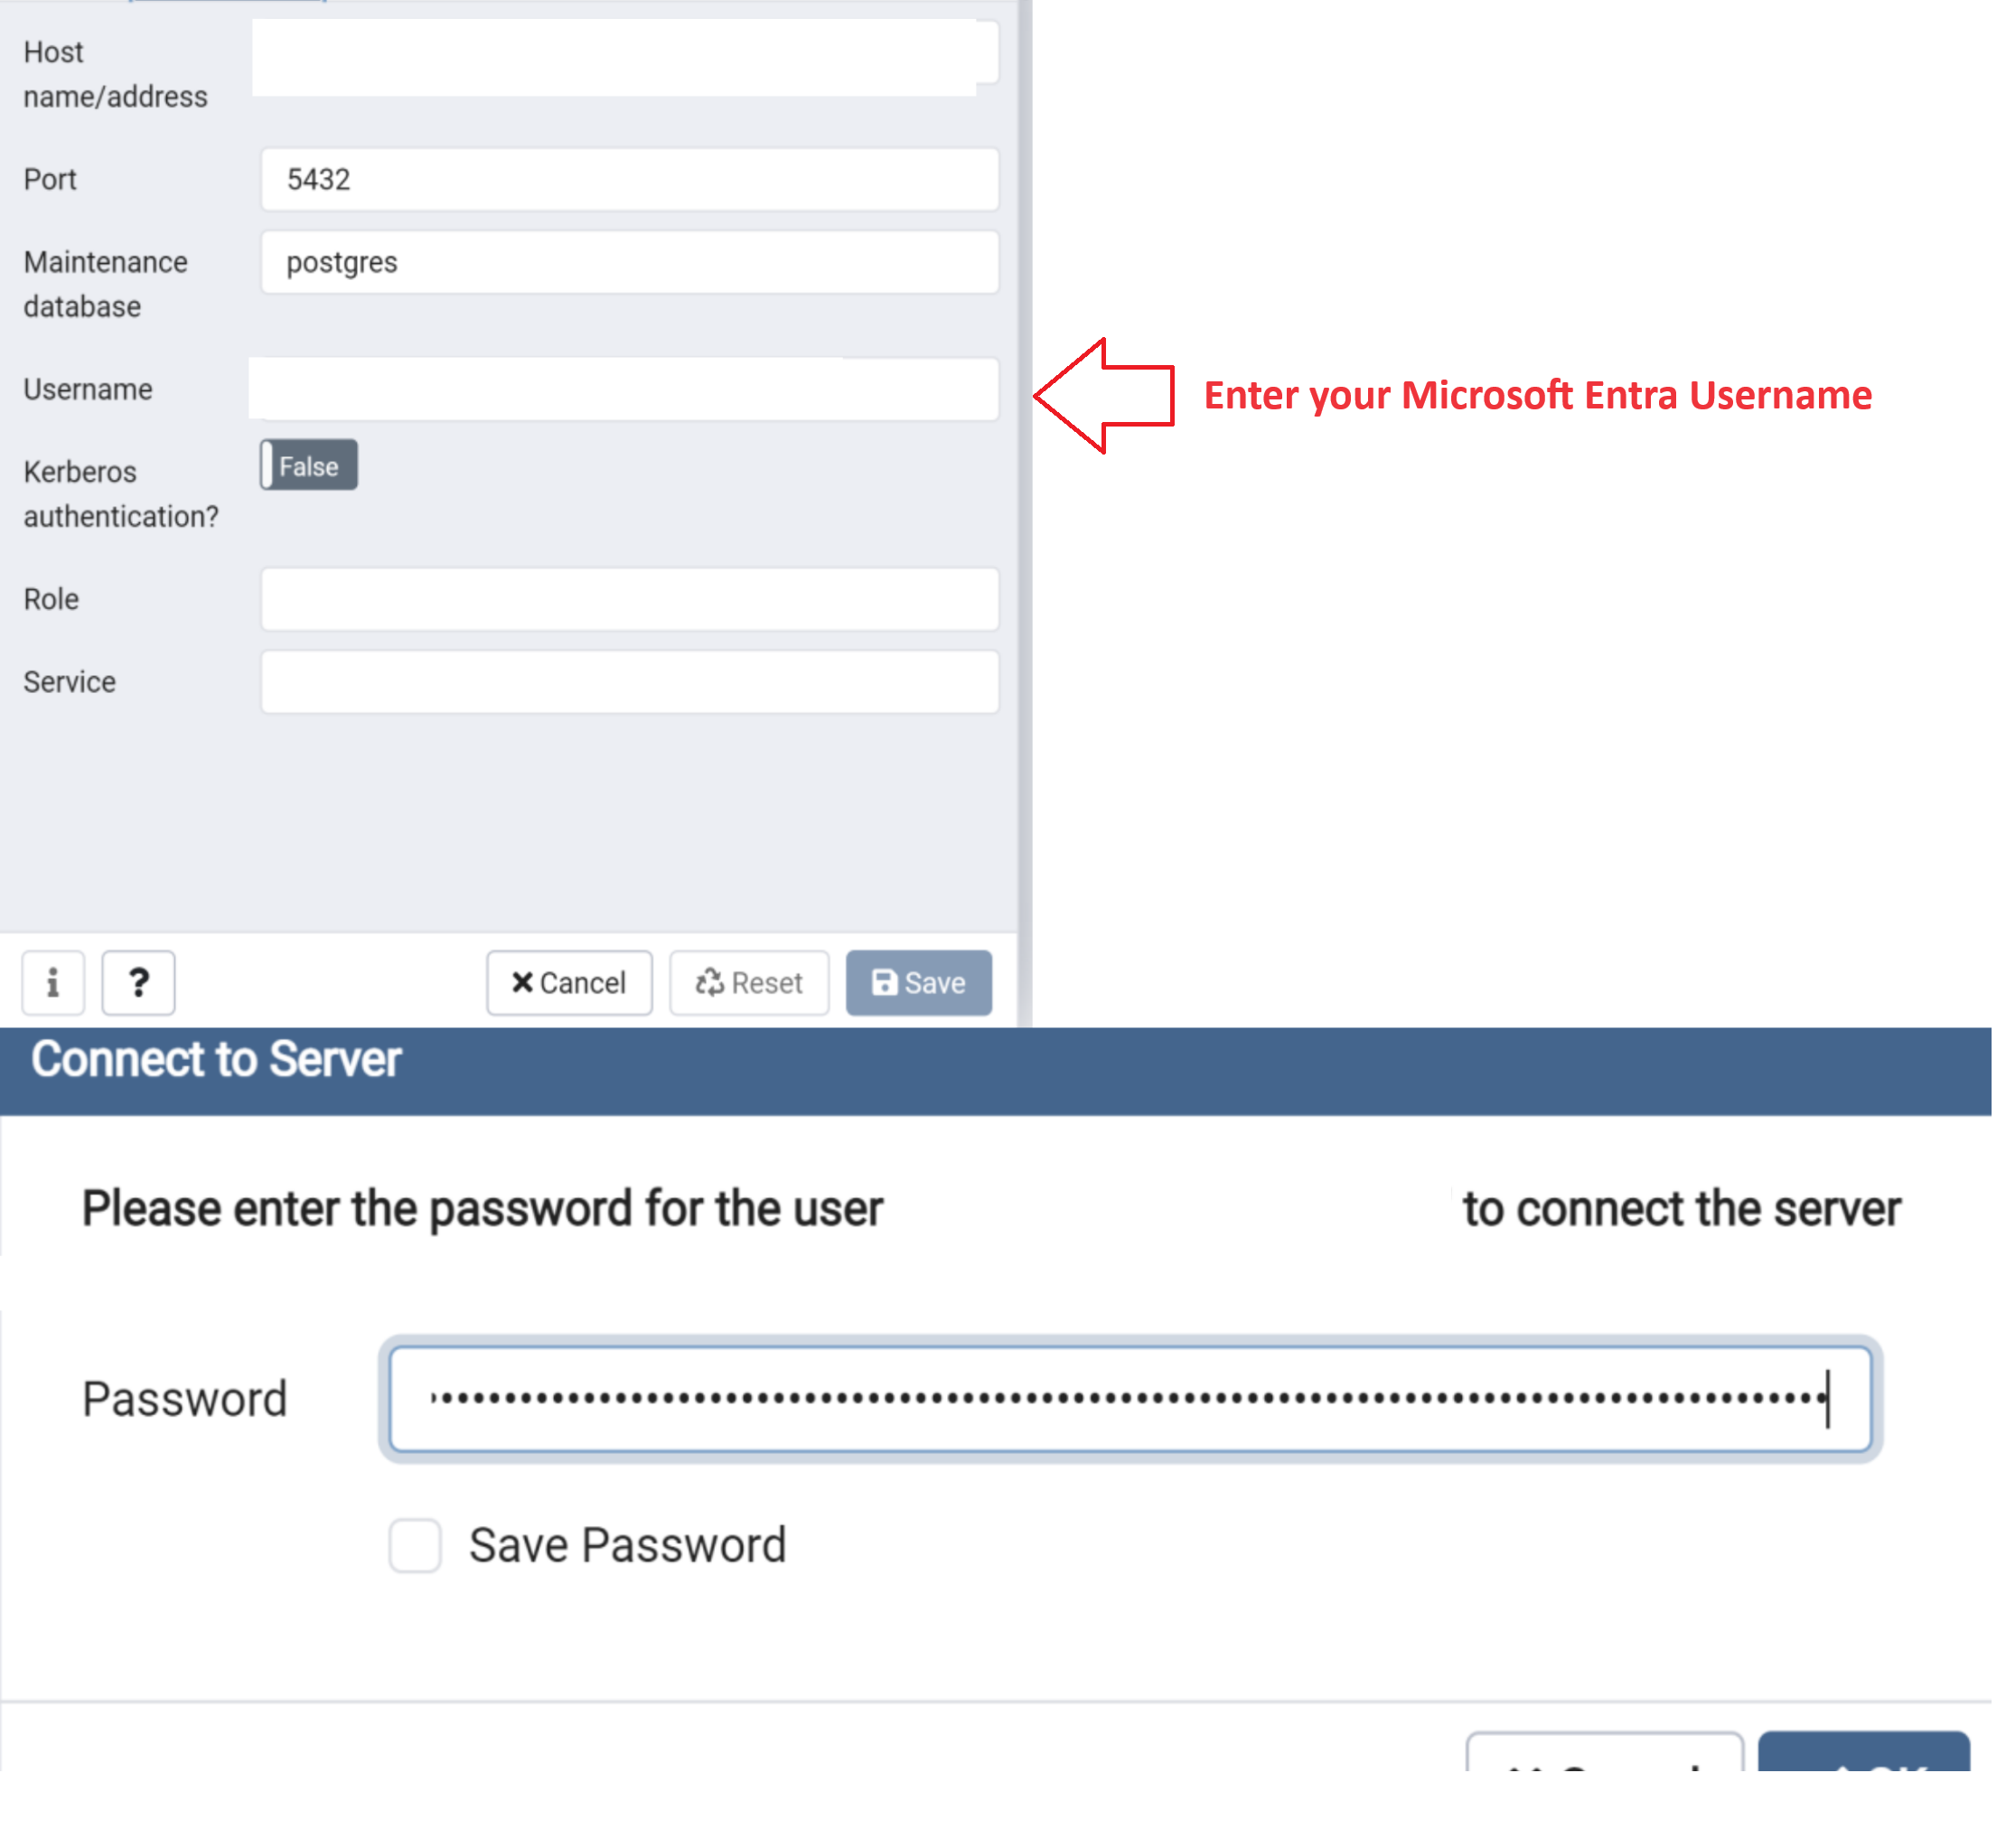 Host
name/address
Port
5432
Maintenance
database
postgres
Username
Enter your Microsoft Entra Username
Kerberos
authentication?
False
Role
Service
i
?
Cancel
Reset
Save
Connect to Server
Please enter the password for the user to connect the server
Password
Save Password